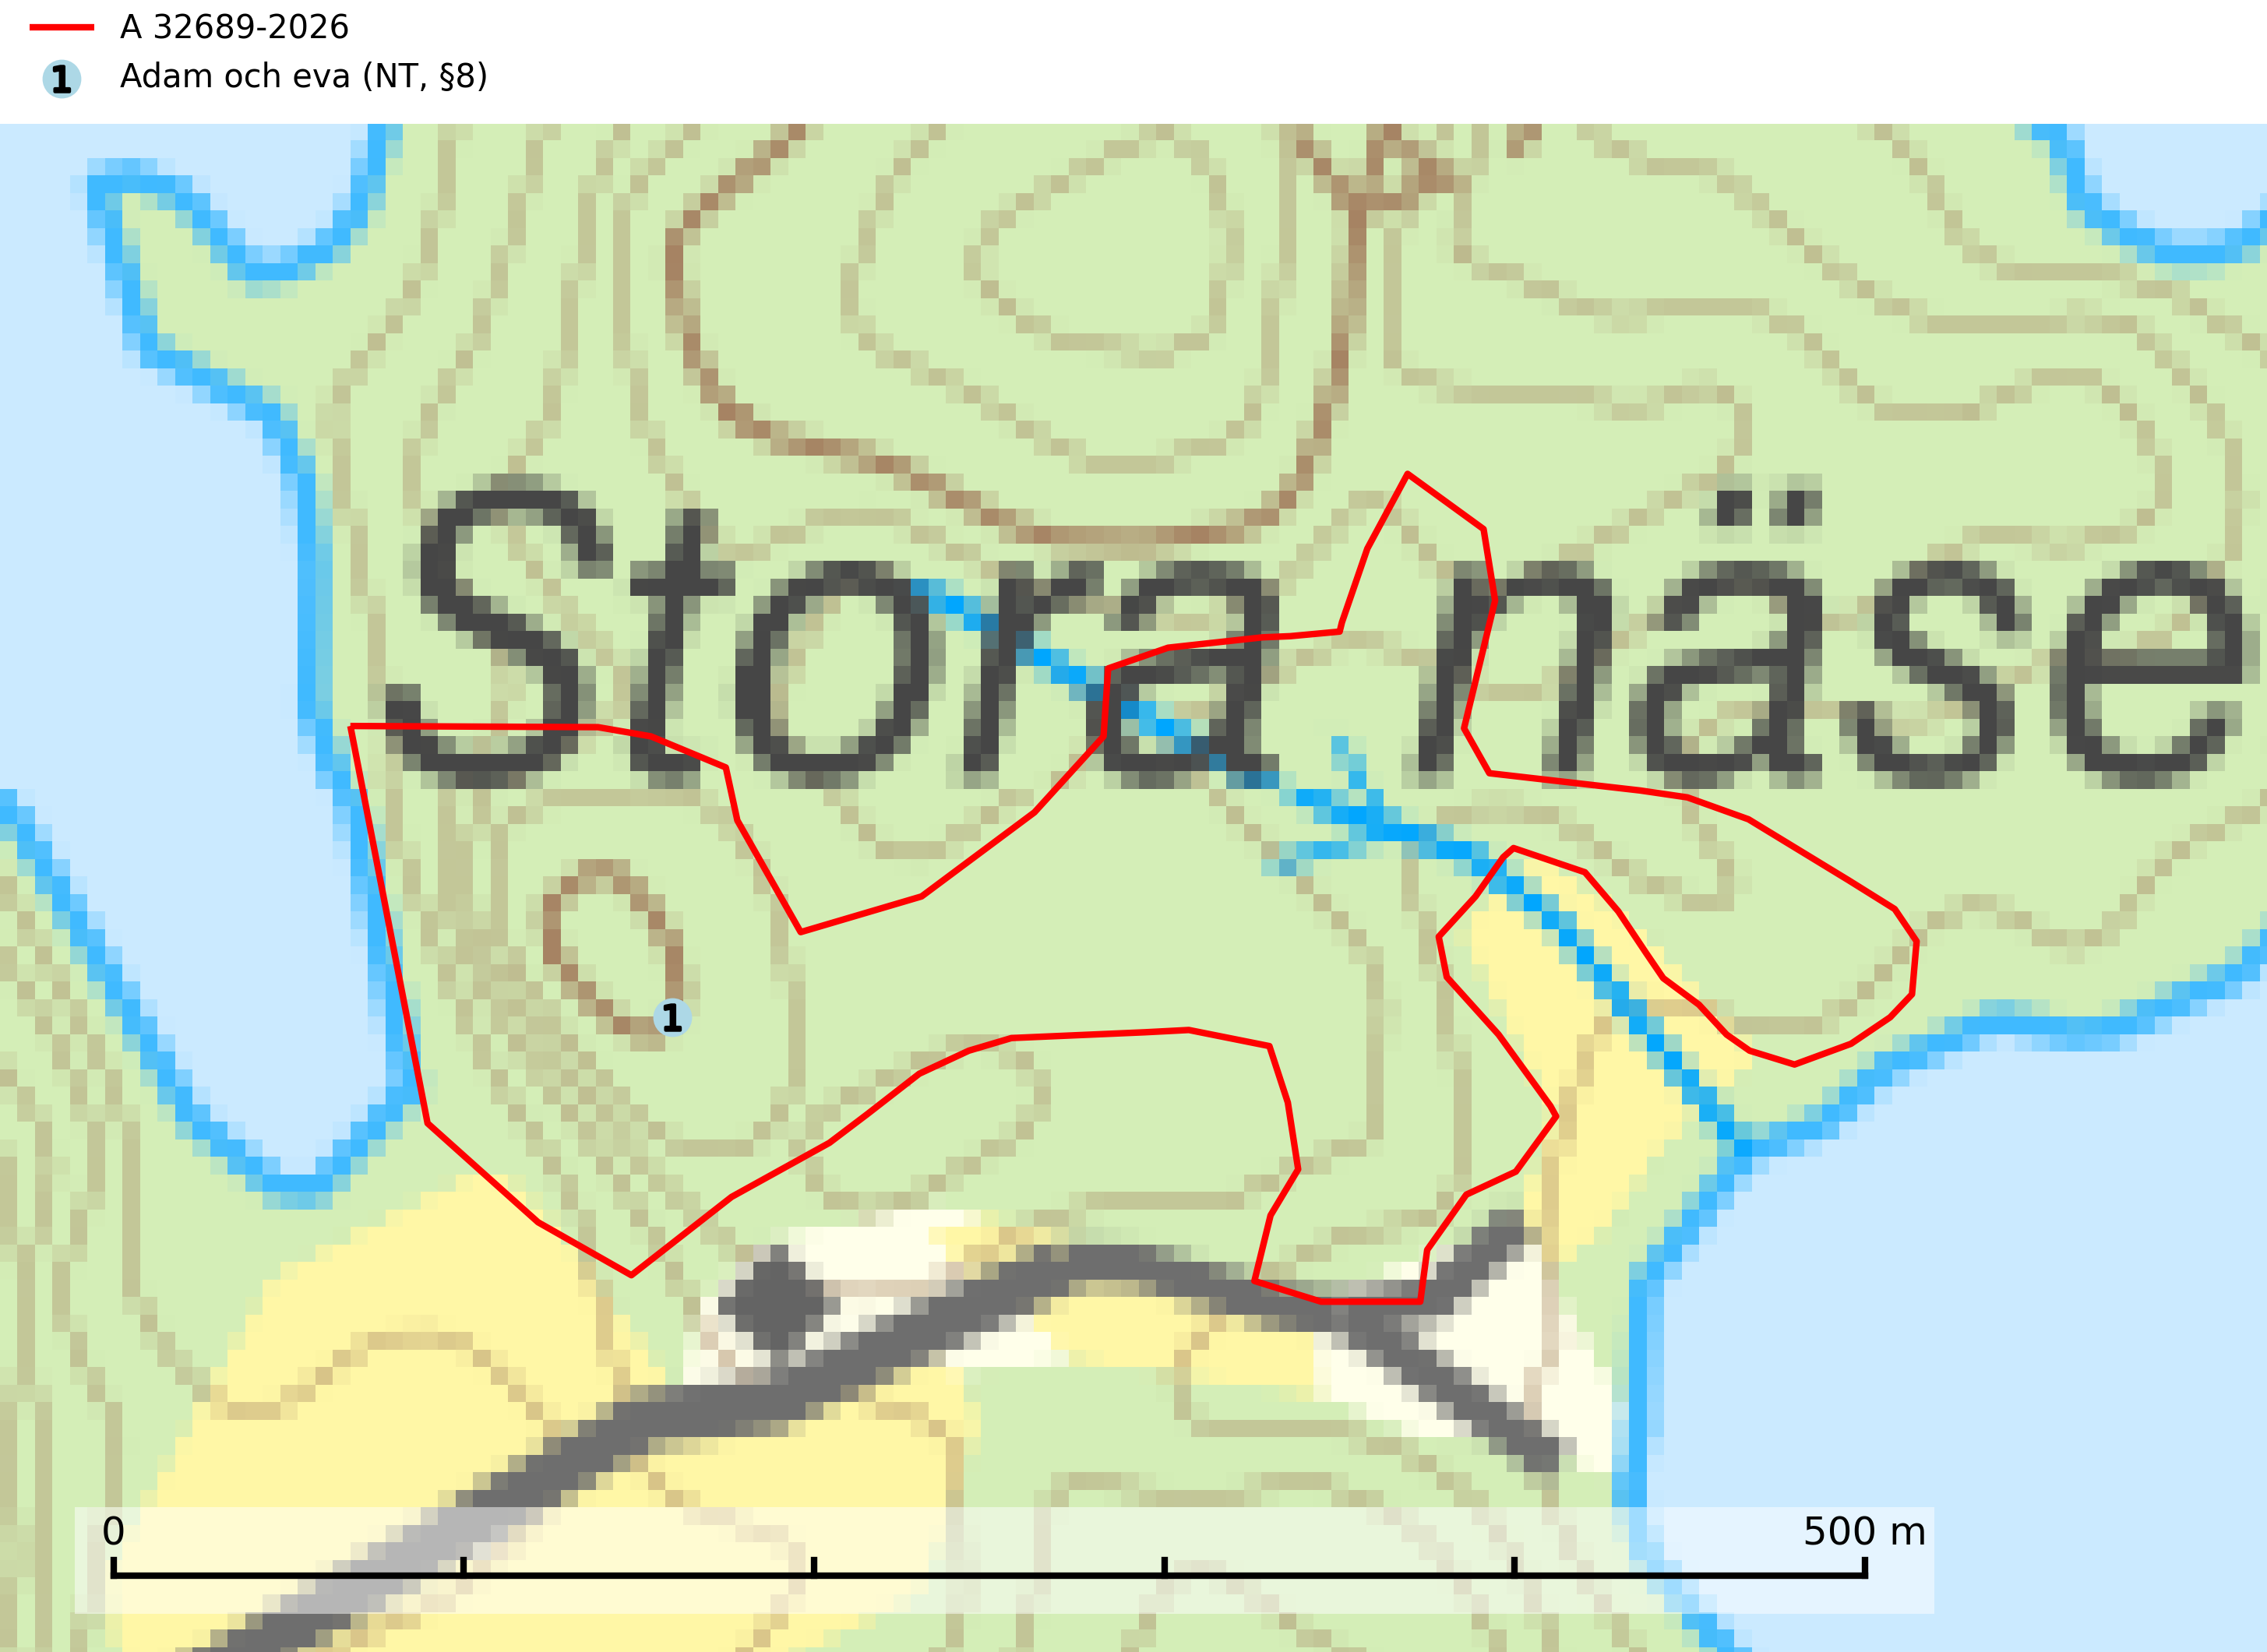 A 32689-2026
1 Adam och eva (NT, §8)
Stora näse
1
0 500 m